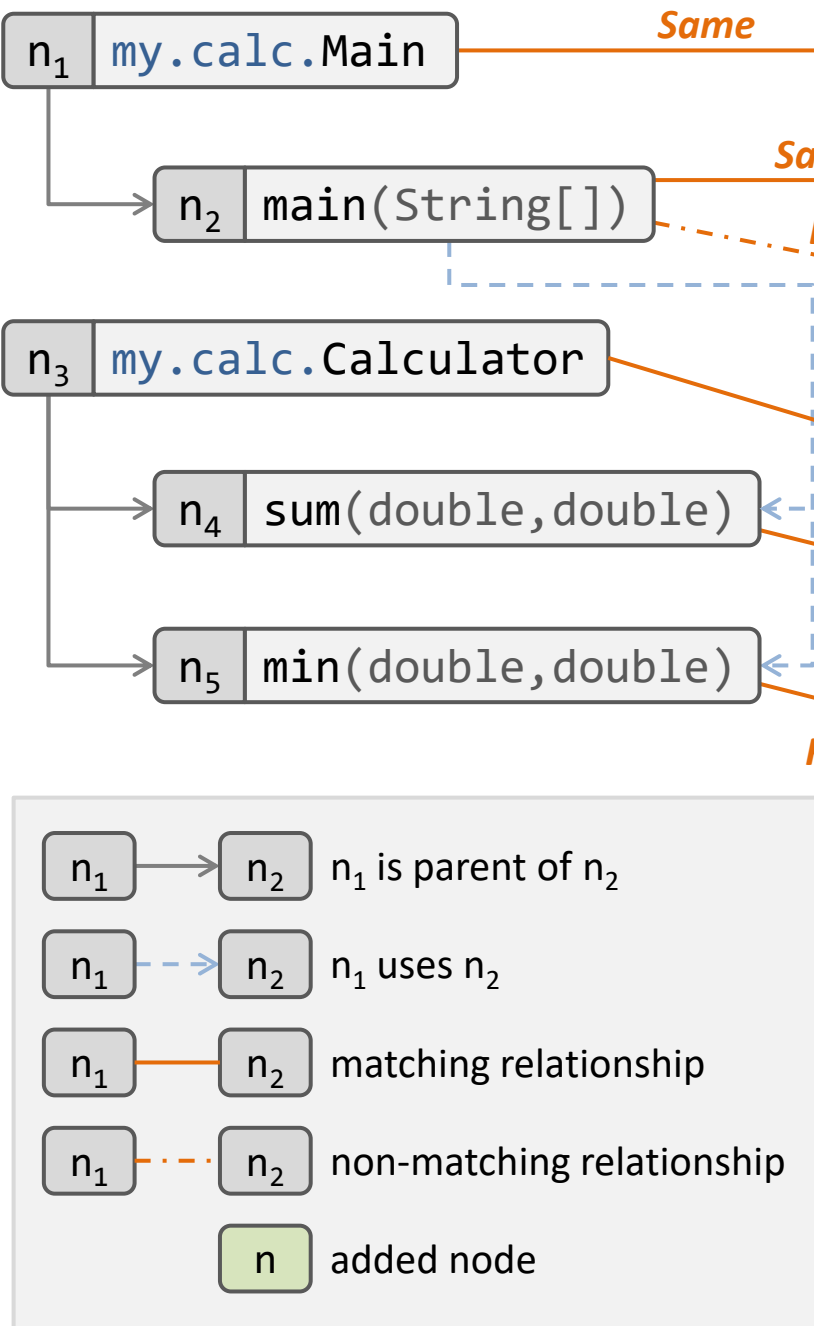 Same
n₁ my.calc.Main
n₂ main(String[])
n₃ my.calc.Calculator
n₄ sum(double,double)
n₅ min(double,double)
n₁ n₂ n₁ is parent of n₂
n₁ n₂ n₁ uses n₂
n₁ n₂ matching relationship
n₁ n₂ non-matching relationship
n added node